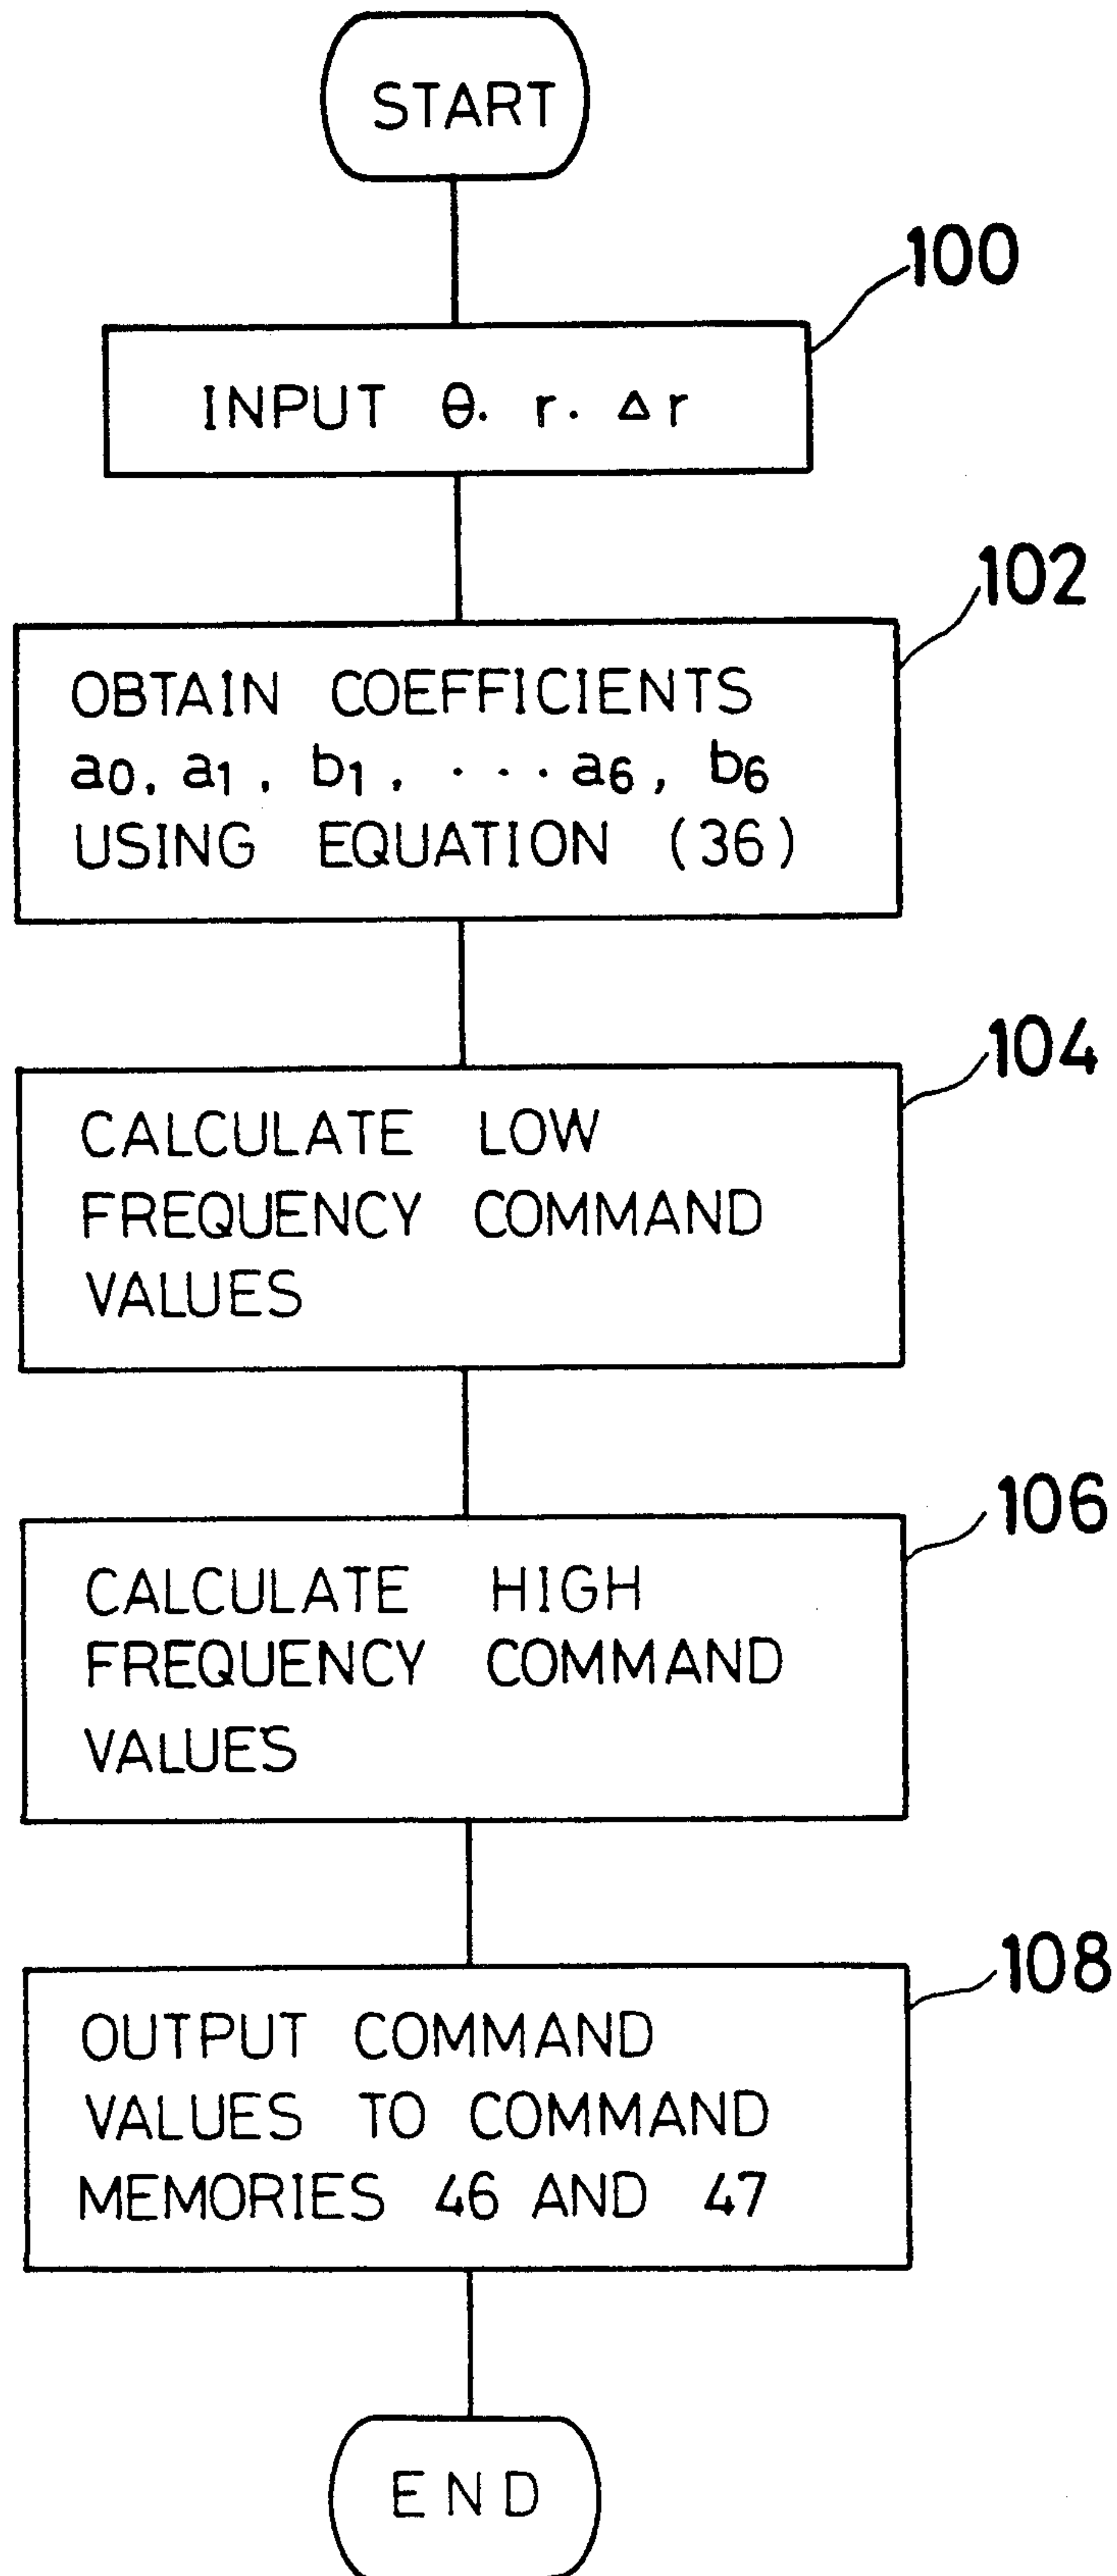 START
100
INPUT θ. r. Δr
102
OBTAIN COEFFICIENTS
a0, a1, b1, ··· a6, b6
USING EQUATION (36)
104
CALCULATE LOW
FREQUENCY COMMAND
VALUES
106
CALCULATE HIGH
FREQUENCY COMMAND
VALUES
108
OUTPUT COMMAND
VALUES TO COMMAND
MEMORIES 46 AND 47
END